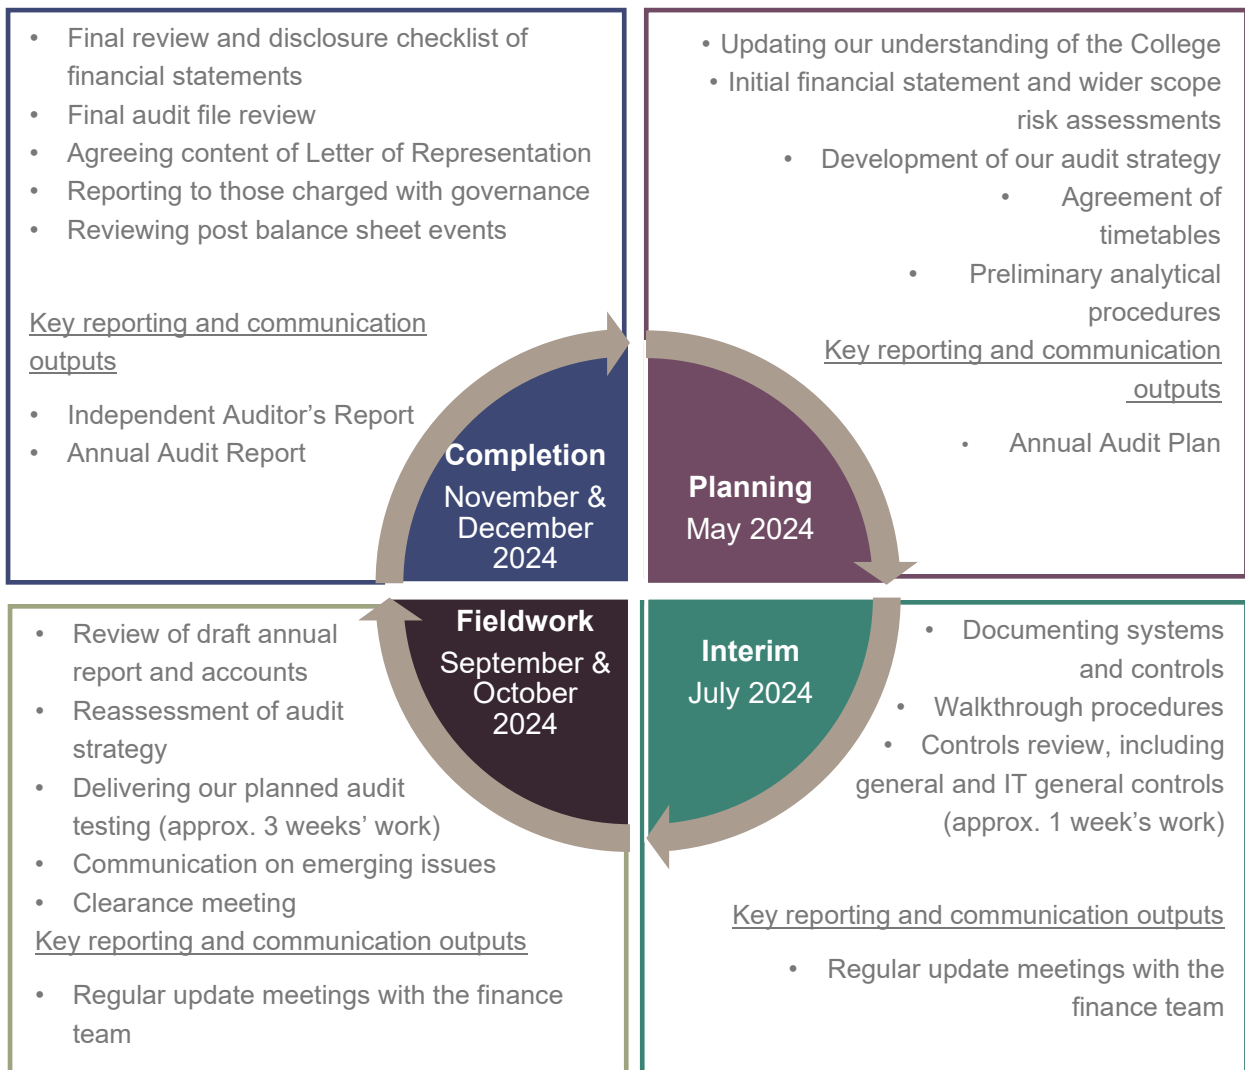 • Final review and disclosure checklist of
financial statements
• Final audit file review
• Agreeing content of Letter of Representation
• Reporting to those charged with governance
• Reviewing post balance sheet events
Key reporting and communication
outputs
• Independent Auditor's Report
• Annual Audit Report
Completion
November &
December
2024
• Updating our understanding of the College
• Initial financial statement and wider scope
risk assessments
• Development of our audit strategy
• Agreement of
timetables
• Preliminary analytical
procedures
Key reporting and communication
outputs
• Annual Audit Plan
Planning
May 2024
• Review of draft annual
report and accounts
• Reassessment of audit
strategy
• Delivering our planned audit
testing (approx. 3 weeks' work)
• Communication on emerging issues
• Clearance meeting
Key reporting and communication outputs
• Regular update meetings with the finance
team
Fieldwork
September &
October
2024
Interim
July 2024
• Documenting systems
and controls
• Walkthrough procedures
• Controls review, including
general and IT general controls
(approx. 1 week's work)
Key reporting and communication outputs
• Regular update meetings with the
finance team